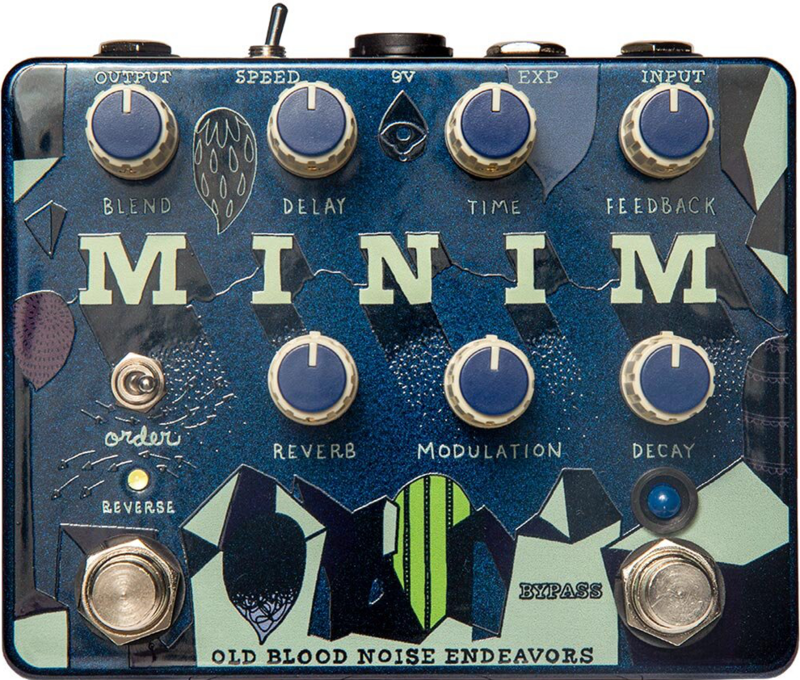 OUTPUT SPEED 9V EXP INPUT
BLEND DELAY TIME FEEDBACK
MINIM
order
REVERB MODULATION DECAY
REVERSE
BYPASS
OLD BLOOD NOISE ENDEAVORS